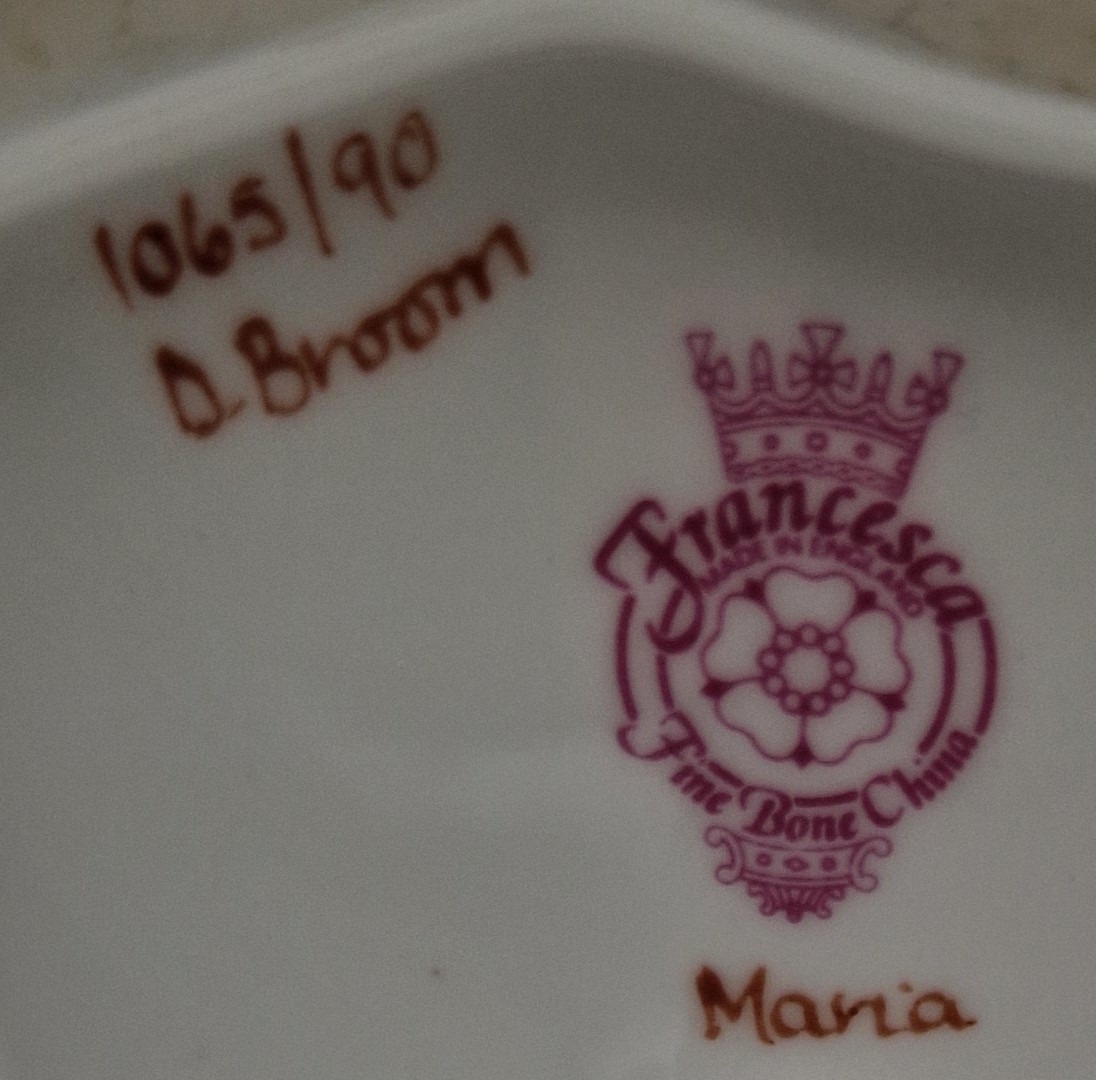 1065/90
D. Broom
Francesca
MADE IN ENGLAND
Fine Bone China
Maria